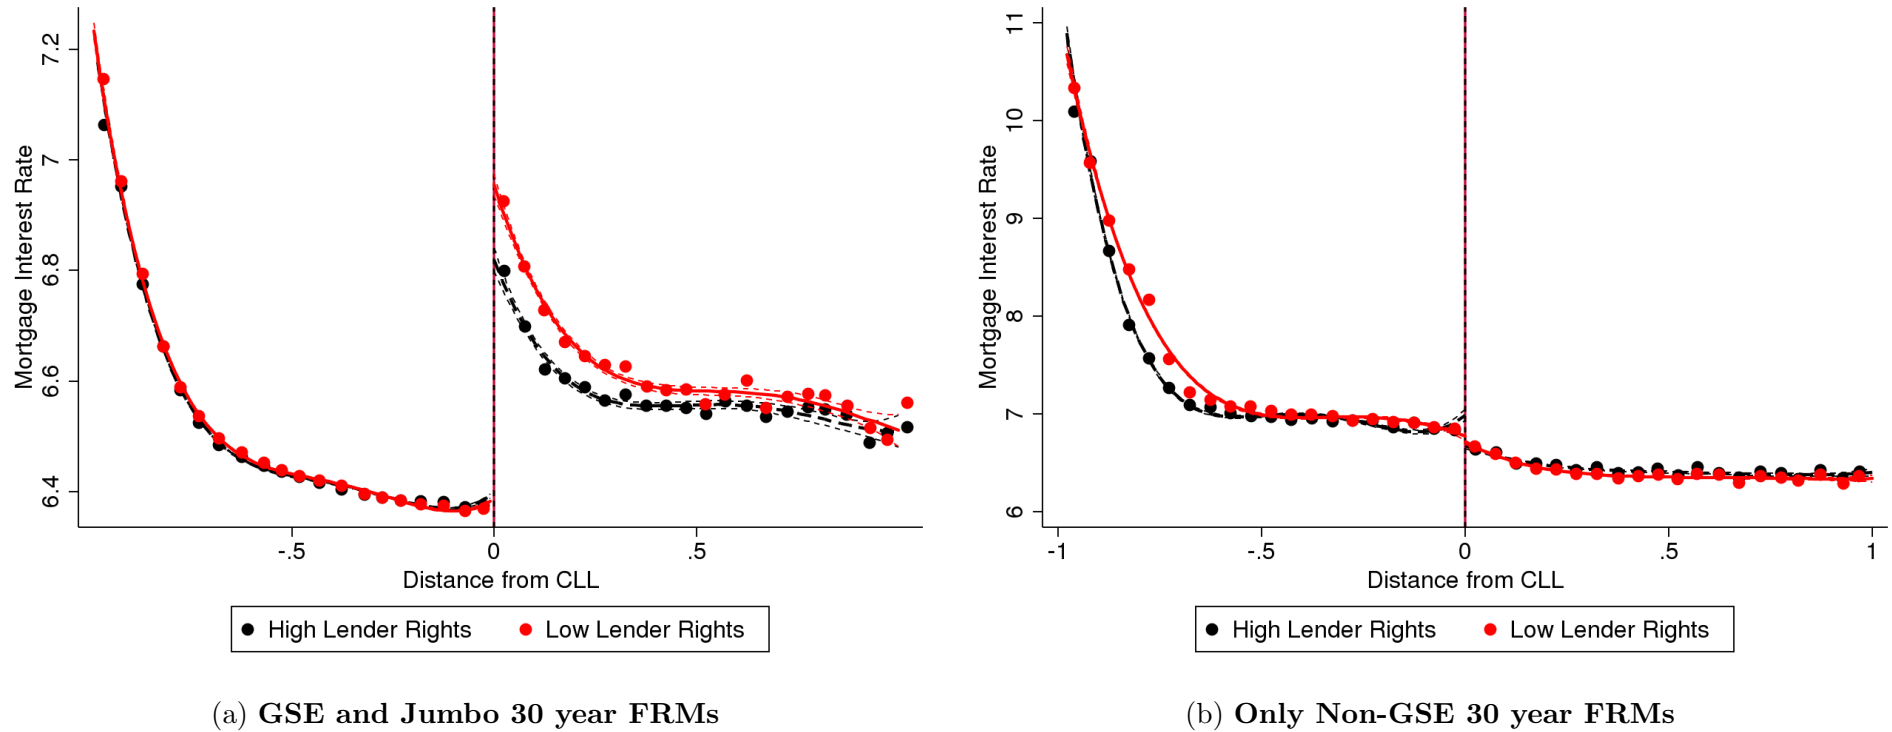 Mortgage Interest Rate
7.2
7
6.8
6.6
6.4
-.5
0
.5
Distance from CLL
High Lender Rights
Low Lender Rights
(a) GSE and Jumbo 30 year FRMs
Mortgage Interest Rate
11
10
9
8
7
6
-1
-.5
0
.5
1
Distance from CLL
High Lender Rights
Low Lender Rights
(b) Only Non-GSE 30 year FRMs